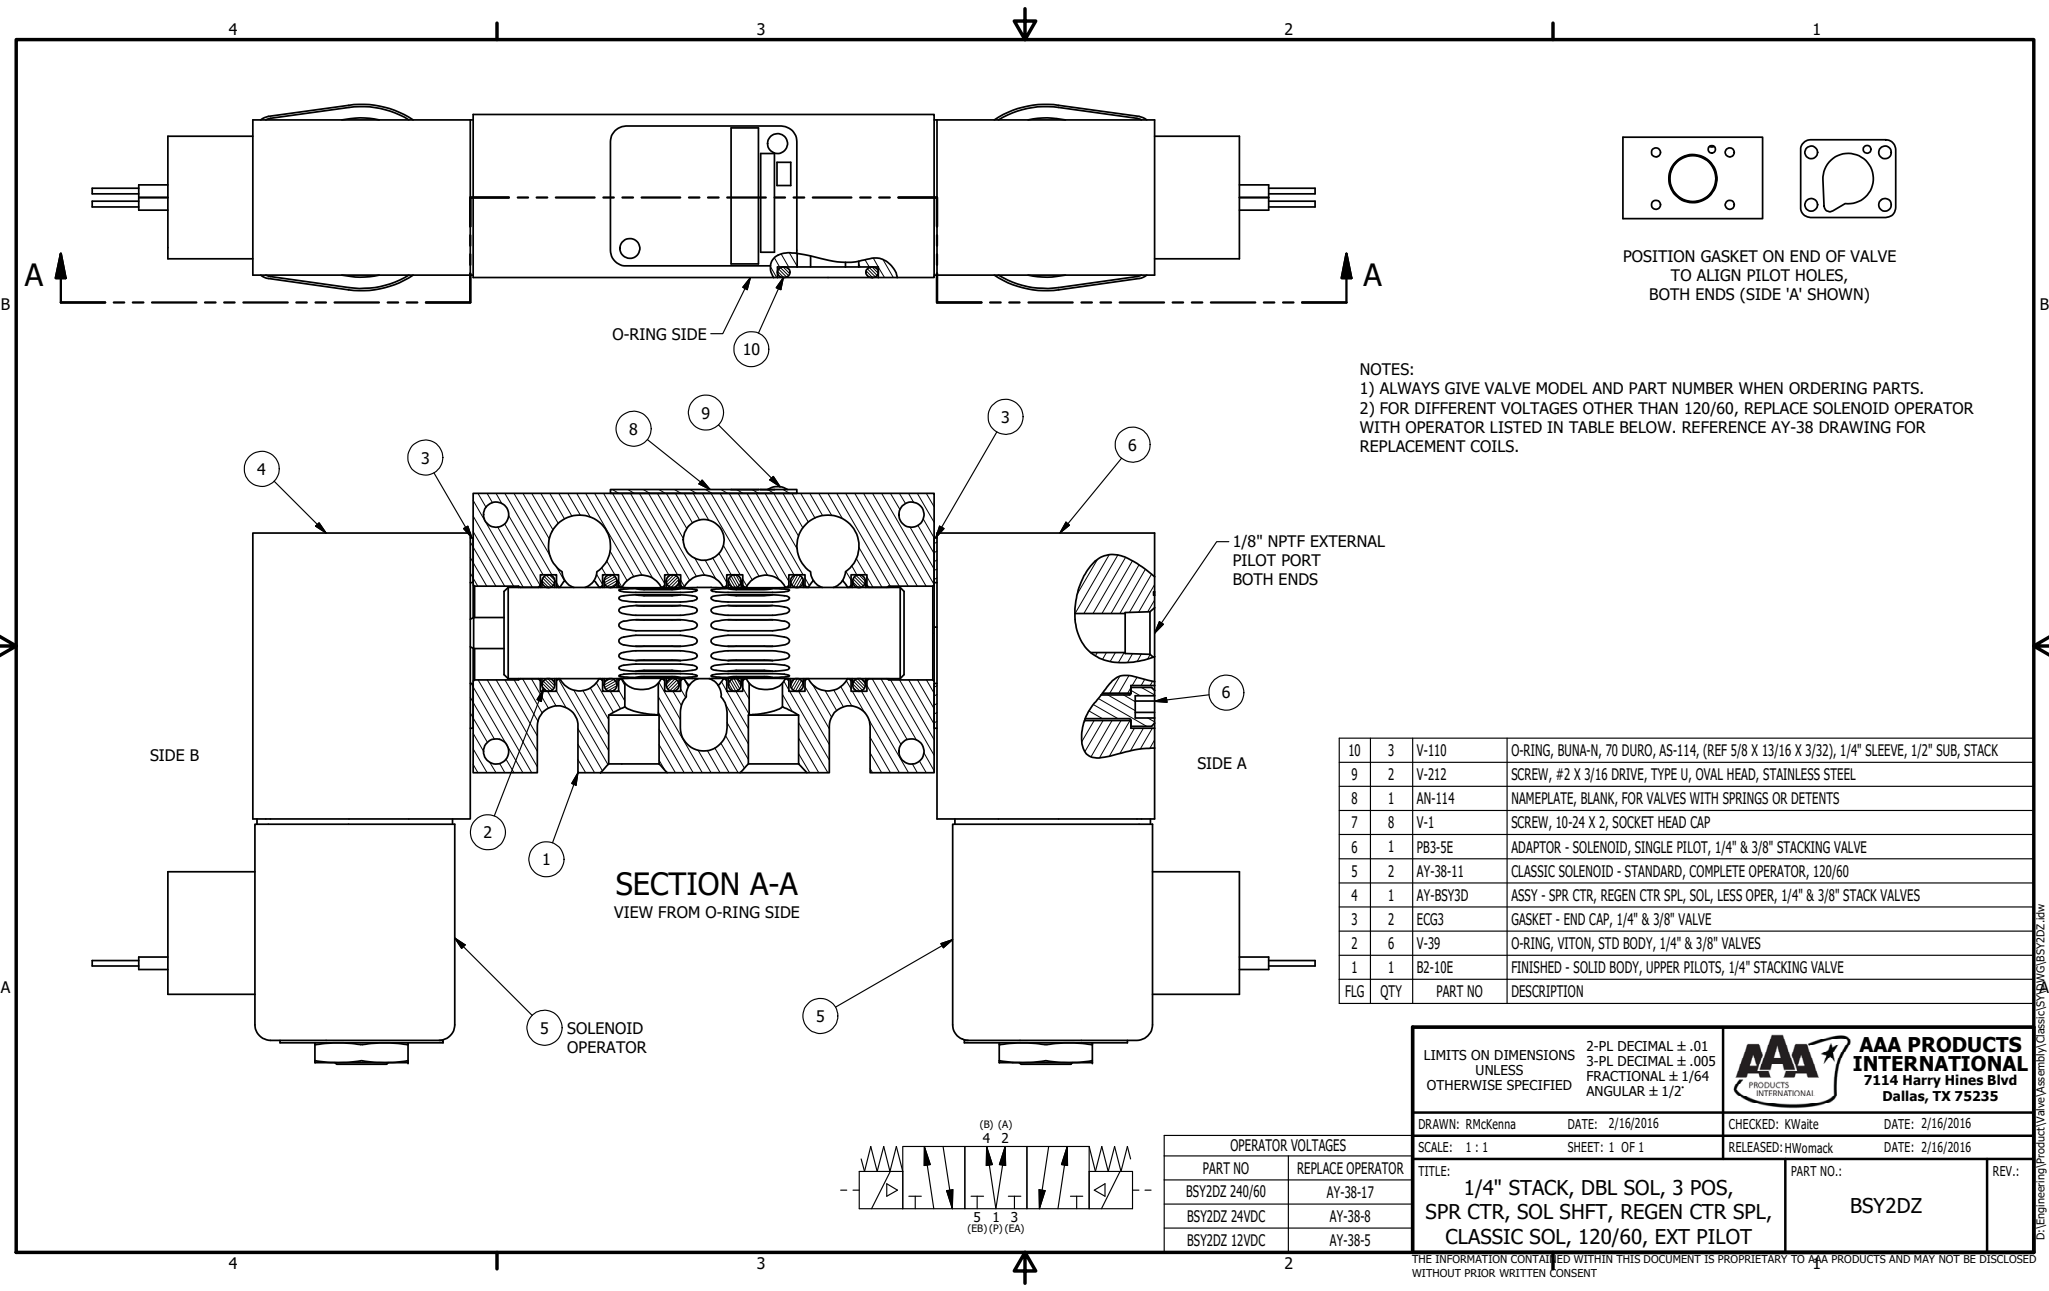 4 3 2 1
B B
A A
O-RING SIDE
10
POSITION GASKET ON END OF VALVE
TO ALIGN PILOT HOLES,
BOTH ENDS (SIDE 'A' SHOWN)
NOTES:
1) ALWAYS GIVE VALVE MODEL AND PART NUMBER WHEN ORDERING PARTS.
2) FOR DIFFERENT VOLTAGES OTHER THAN 120/60, REPLACE SOLENOID OPERATOR
WITH OPERATOR LISTED IN TABLE BELOW. REFERENCE AY-38 DRAWING FOR
REPLACEMENT COILS.
4
3
8
9
3
6
1/8" NPTF EXTERNAL
PILOT PORT
BOTH ENDS
6
SIDE B
SIDE A
2
1
SECTION A-A
VIEW FROM O-RING SIDE
5 SOLENOID
OPERATOR
5
10 3 V-110 O-RING, BUNA-N, 70 DURO, AS-114, (REF 5/8 X 13/16 X 3/32), 1/4" SLEEVE, 1/2" SUB, STACK
9 2 V-212 SCREW, #2 X 3/16 DRIVE, TYPE U, OVAL HEAD, STAINLESS STEEL
8 1 AN-114 NAMEPLATE, BLANK, FOR VALVES WITH SPRINGS OR DETENTS
7 8 V-1 SCREW, 10-24 X 2, SOCKET HEAD CAP
6 1 PB3-5E ADAPTOR - SOLENOID, SINGLE PILOT, 1/4" & 3/8" STACKING VALVE
5 2 AY-38-11 CLASSIC SOLENOID - STANDARD, COMPLETE OPERATOR, 120/60
4 1 AY-BSY3D ASSY - SPR CTR, REGEN CTR SPL, SOL, LESS OPER, 1/4" & 3/8" STACK VALVES
3 2 ECG3 GASKET - END CAP, 1/4" & 3/8" VALVE
2 6 V-39 O-RING, VITON, STD BODY, 1/4" & 3/8" VALVES
1 1 B2-10E FINISHED - SOLID BODY, UPPER PILOTS, 1/4" STACKING VALVE
FLG QTY PART NO DESCRIPTION
A A
D:\Engineering\Product\Valve\Assembly\Classic\SY\DWG\BSY2DZ.idw
(B) (A)
4 2
5 1 3
(EB) (P) (EA)
OPERATOR VOLTAGES
PART NO REPLACE OPERATOR
BSY2DZ 240/60 AY-38-17
BSY2DZ 24VDC AY-38-8
BSY2DZ 12VDC AY-38-5
LIMITS ON DIMENSIONS
UNLESS
OTHERWISE SPECIFIED
2-PL DECIMAL ± .01
3-PL DECIMAL ± .005
FRACTIONAL ± 1/64
ANGULAR ± 1/2°
AAA
PRODUCTS
INTERNATIONAL
AAA PRODUCTS
INTERNATIONAL
7114 Harry Hines Blvd
Dallas, TX 75235
DRAWN: RMcKenna DATE: 2/16/2016 CHECKED: KWaite DATE: 2/16/2016
SCALE: 1 : 1 SHEET: 1 OF 1 RELEASED: HWomack DATE: 2/16/2016
TITLE:
1/4" STACK, DBL SOL, 3 POS,
SPR CTR, SOL SHFT, REGEN CTR SPL,
CLASSIC SOL, 120/60, EXT PILOT
PART NO.:
BSY2DZ
REV.:
4 3 2 1
THE INFORMATION CONTAINED WITHIN THIS DOCUMENT IS PROPRIETARY TO AAA PRODUCTS AND MAY NOT BE DISCLOSED
WITHOUT PRIOR WRITTEN CONSENT